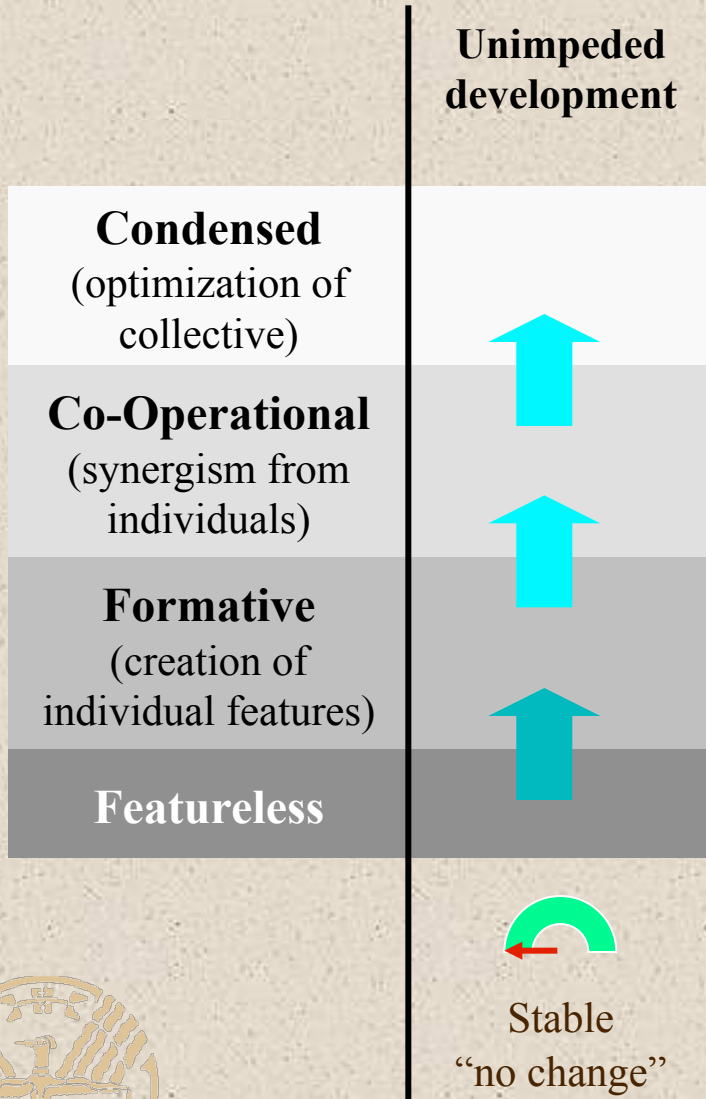 Unimpeded
development
Condensed
(optimization of
collective)
Co-Operational
(synergism from
individuals)
Formative
(creation of
individual features)
Featureless
Stable
“no change”